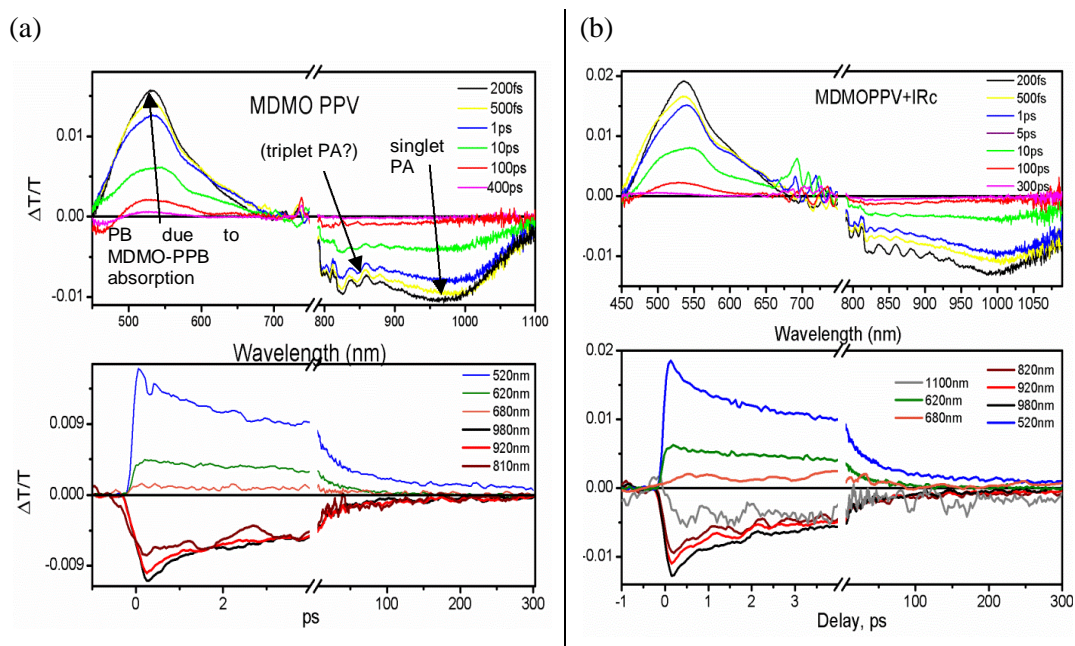 (a)
MDMO PPV
(triplet PA?)
singlet
PA
PB due to
MDMO-PPB
absorption
200fs
500fs
1ps
10ps
100ps
400ps
ΔT/T
0.01
0.00
-0.01
500
600
700
800
900
1000
1100
Wavelength (nm)
520nm
620nm
680nm
980nm
920nm
810nm
ΔT/T
0.009
0.000
-0.009
0
2
100
200
300
ps
(b)
MDMOPPV+IRc
200fs
500fs
1ps
5ps
10ps
100ps
300ps
0.02
0.01
0.00
-0.01
450
500
550
600
650
700
750
800
850
900
950
1000
1050
Wavelength (nm)
1100nm
620nm
680nm
820nm
920nm
980nm
520nm
0.02
0.01
0.00
-0.01
-1
0
1
2
3
100
200
300
Delay, ps